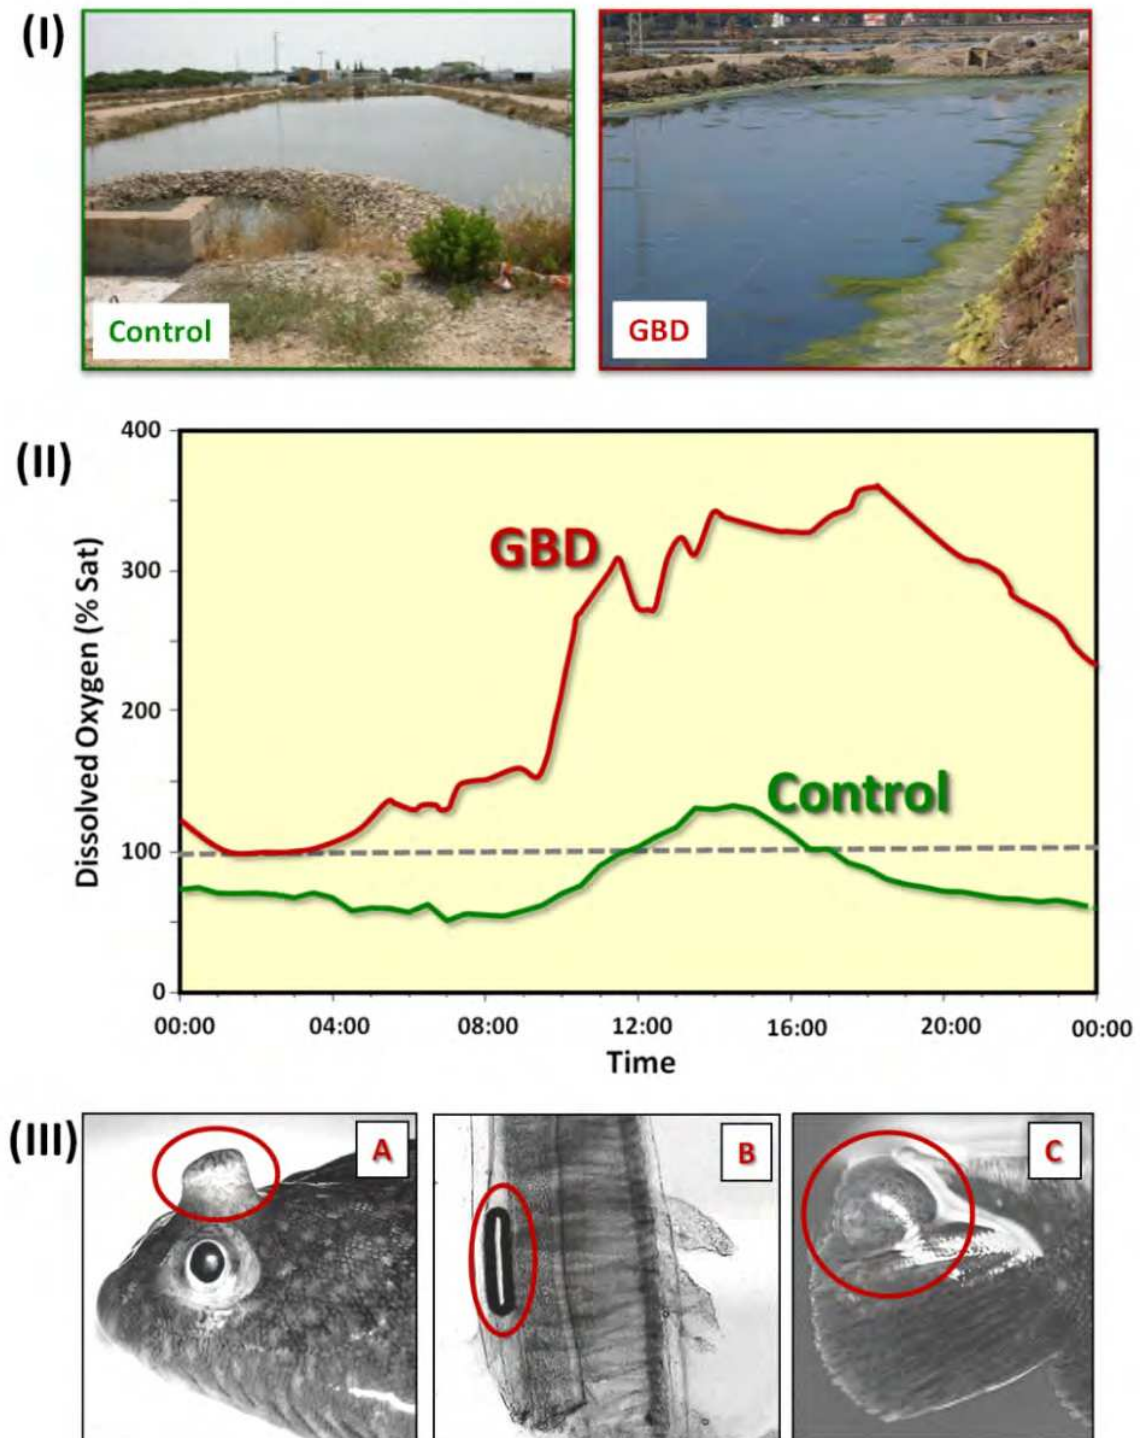 (I)
Control
GBD
(II)
400
300
200
100
0
Dissolved Oxygen (% Sat)
GBD
Control
00:00
04:00
08:00
12:00
16:00
20:00
00:00
Time
(III)
A
B
C